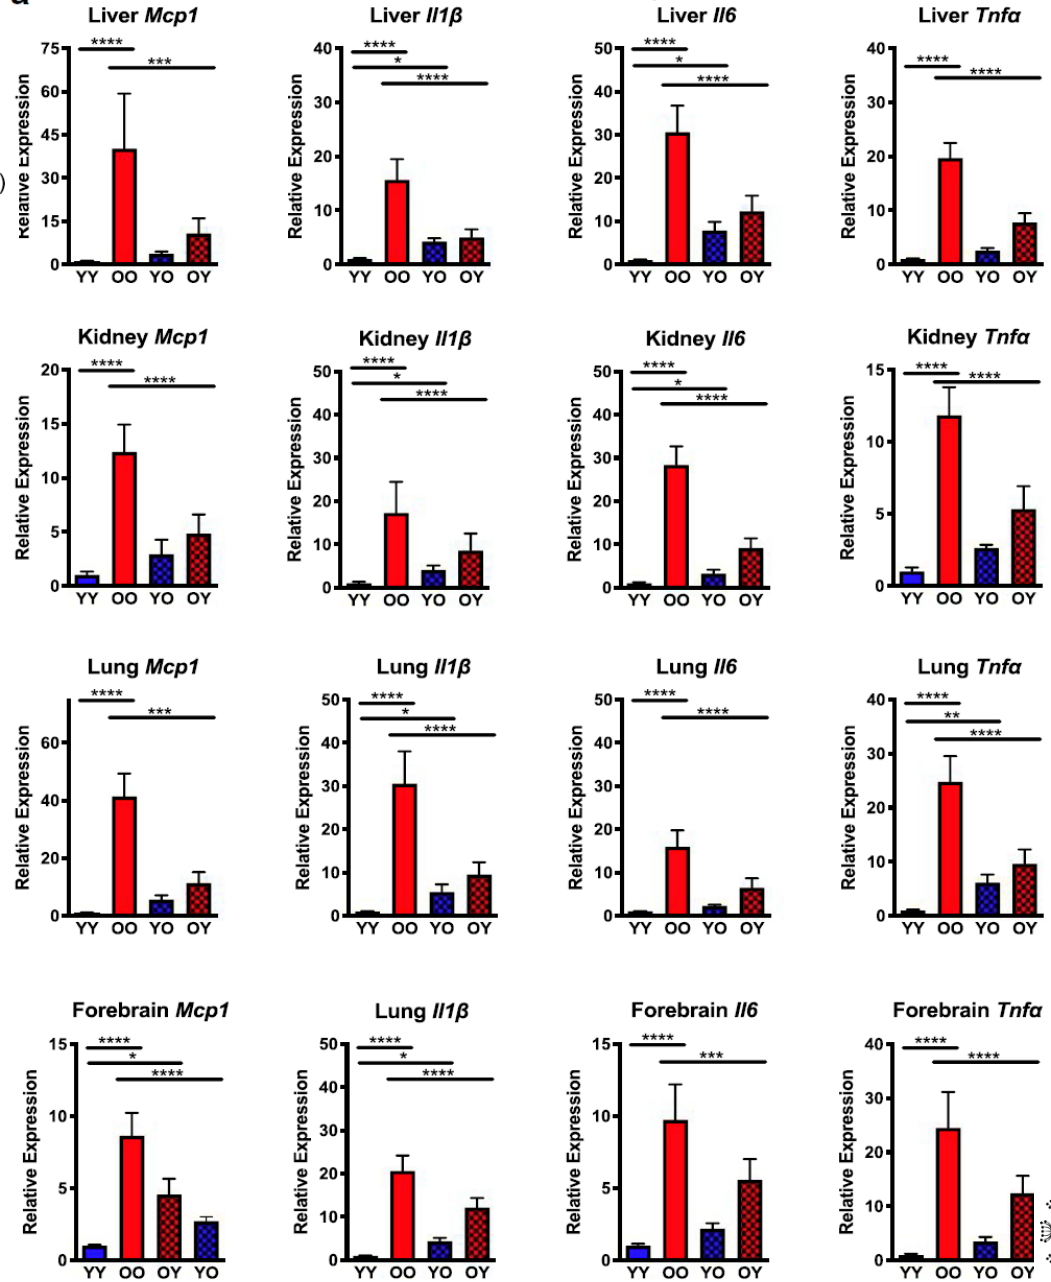 a
Liver Mcp1
Liver Il1β
Liver Il6
Liver Tnfα
)
**** ***
**** * ****
**** * ****
**** ****
Relative Expression
75
60
45
30
15
0
YY OO YO OY
Relative Expression
40
30
20
10
0
YY OO YO OY
Relative Expression
50
40
30
20
10
0
YY OO YO OY
Relative Expression
40
30
20
10
0
YY OO YO OY
Kidney Mcp1
Kidney Il1β
Kidney Il6
Kidney Tnfα
**** ****
**** * ****
**** * ****
**** ****
Relative Expression
20
15
10
5
0
YY OO YO OY
Relative Expression
50
40
30
20
10
0
YY OO YO OY
Relative Expression
50
40
30
20
10
0
YY OO YO OY
Relative Expression
15
10
5
0
YY OO YO OY
Lung Mcp1
Lung Il1β
Lung Il6
Lung Tnfα
**** ***
**** * ****
**** ****
**** ** ****
Relative Expression
60
40
20
0
YY OO YO OY
Relative Expression
50
40
30
20
10
0
YY OO YO OY
Relative Expression
50
40
30
20
10
0
YY OO YO OY
Relative Expression
40
30
20
10
0
YY OO YO OY
Forebrain Mcp1
Lung Il1β
Forebrain Il6
Forebrain Tnfα
**** * ****
**** * ****
**** ***
**** ****
Relative Expression
15
10
5
0
YY OO OY YO
Relative Expression
50
40
30
20
10
0
YY OO YO OY
Relative Expression
15
10
5
0
YY OO YO OY
Relative Expression
40
30
20
10
0
YY OO YO OY